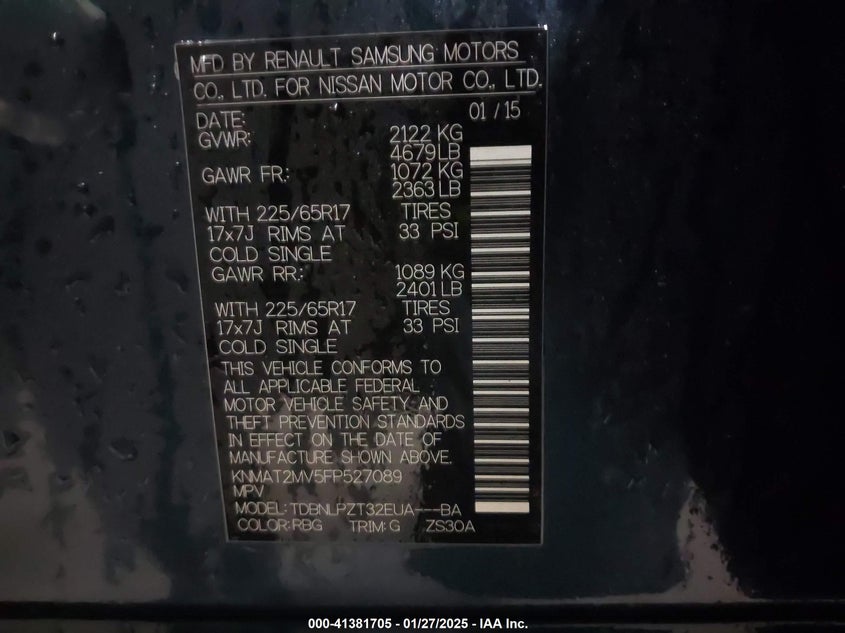 MFD BY RENAULT SAMSUNG MOTORS
CO., LTD. FOR NISSAN MOTOR CO., LTD.
DATE: 01 / 15
GVWR: 2122 KG
4679 LB
GAWR FR.: 1072 KG
2363 LB
WITH 225/65R17 TIRES
17x7J RIMS AT 33 PSI
COLD SINGLE
GAWR RR.: 1089 KG
2401 LB
WITH 225/65R17 TIRES
17x7J RIMS AT 33 PSI
COLD SINGLE
THIS VEHICLE CONFORMS TO
ALL APPLICABLE FEDERAL
MOTOR VEHICLE SAFETY AND
THEFT PREVENTION STANDARDS
IN EFFECT ON THE DATE OF
MANUFACTURE SHOWN ABOVE.
KNMAT2MV5FP527089
MPV
MODEL: TDBNLPZT32EUA---BA
COLOR: RBG TRIM: G ZS30A
000-41381705 - 01/27/2025 - IAA Inc.